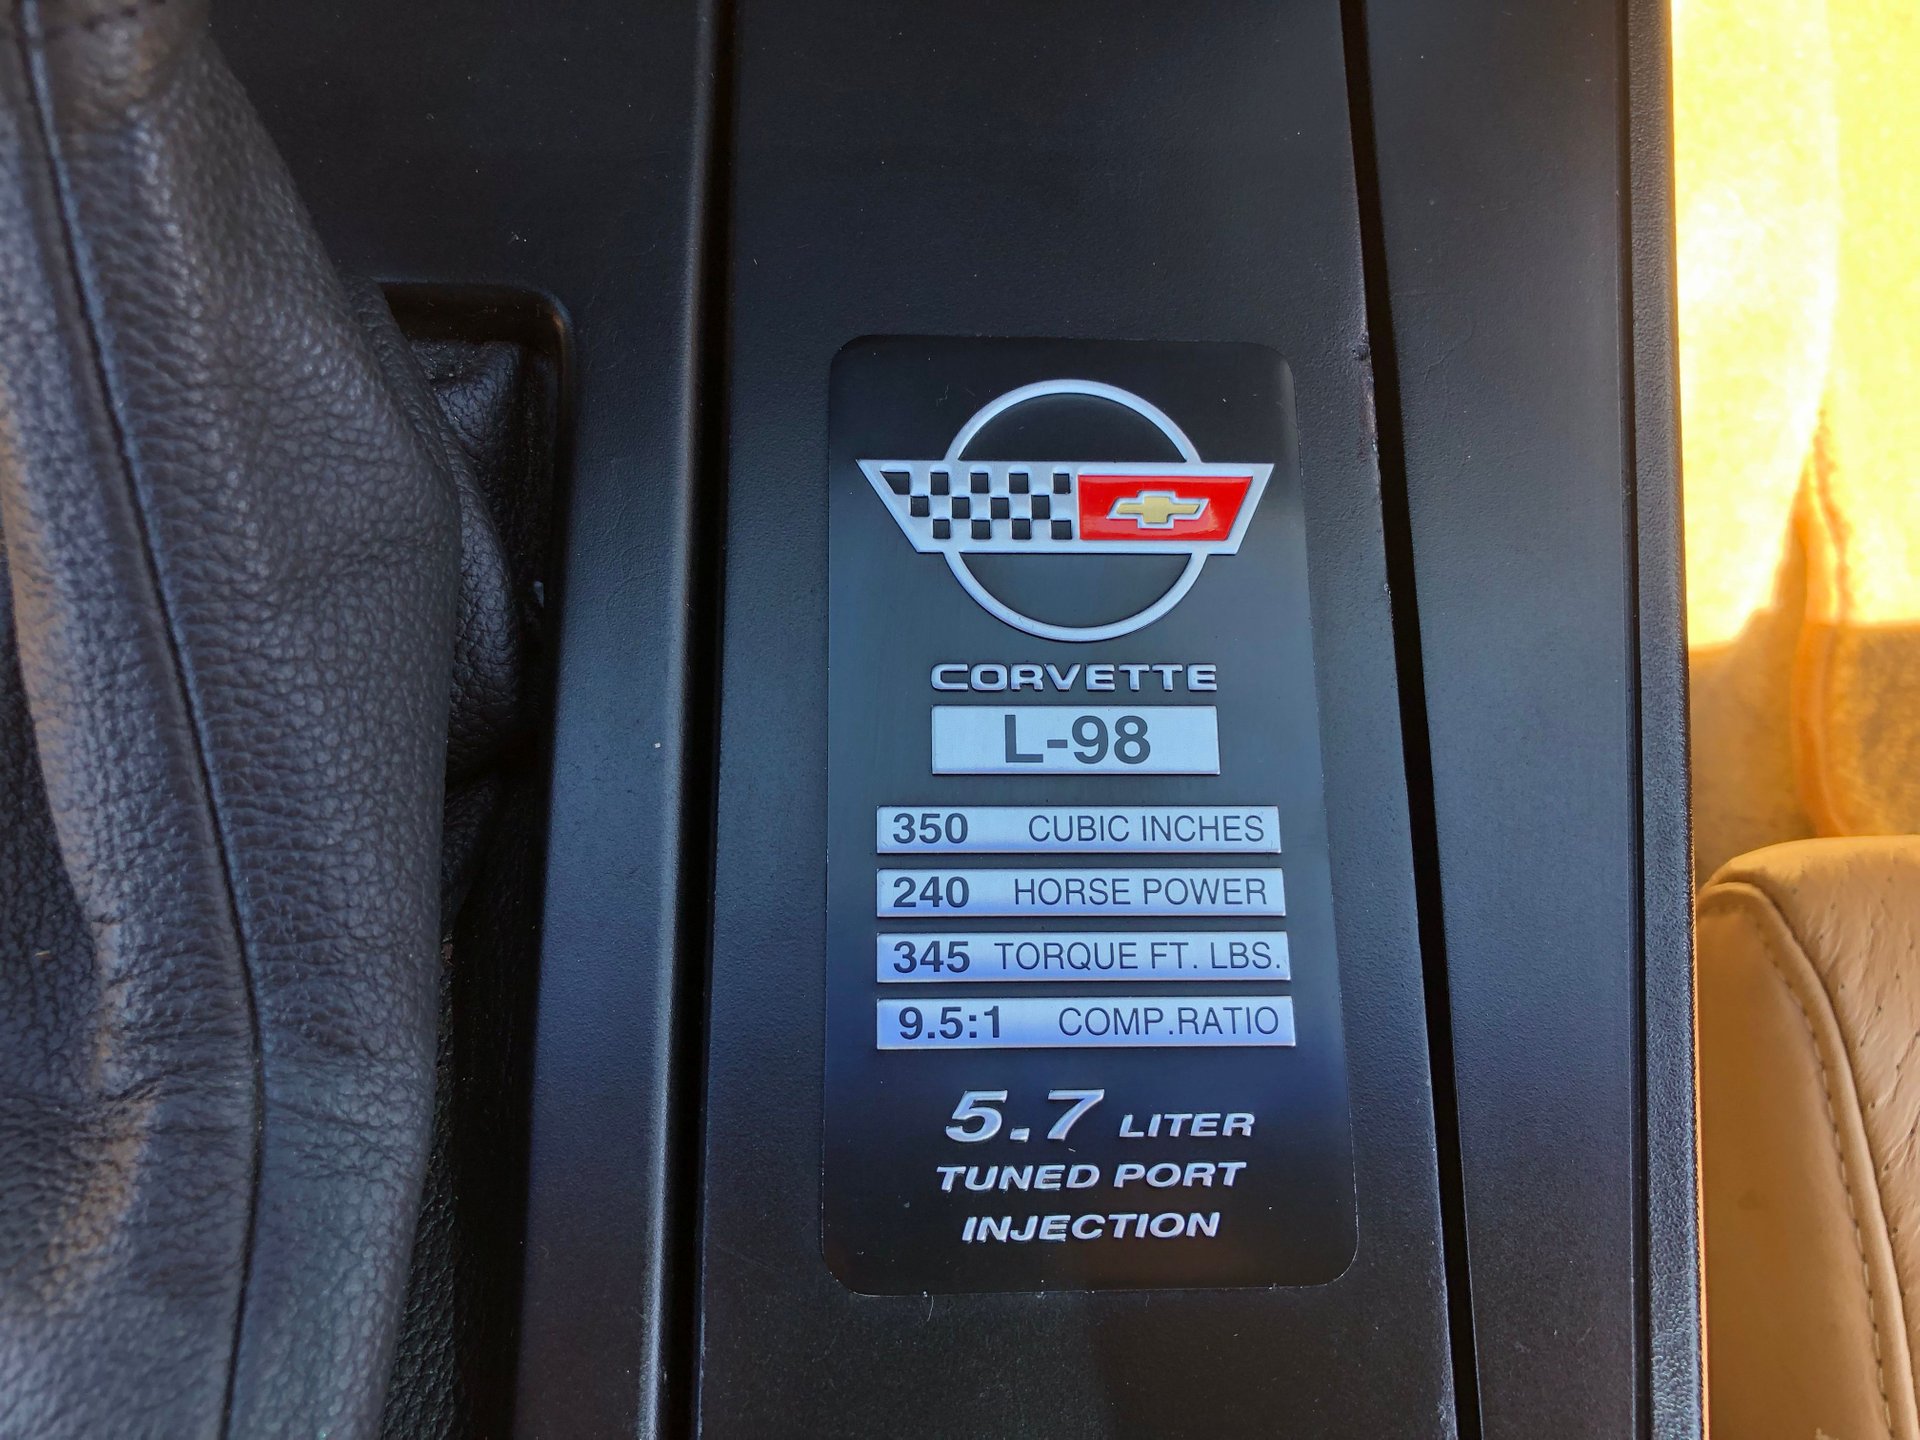 CORVETTE
L-98
350 CUBIC INCHES
240 HORSE POWER
345 TORQUE FT. LBS.
9.5:1 COMP.RATIO
5.7 LITER
TUNED PORT
INJECTION